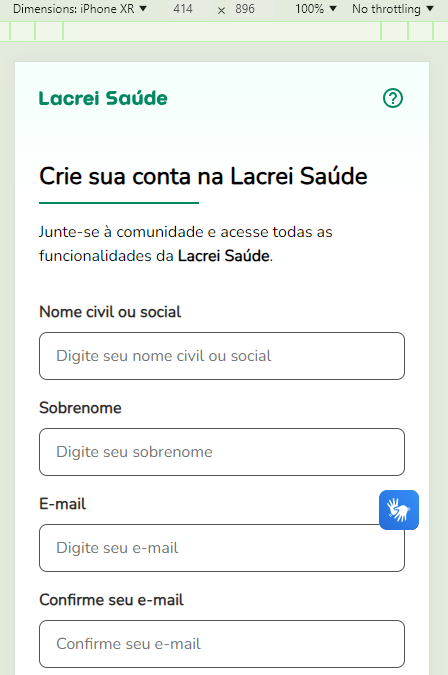 Dimensions: iPhone XR 414 × 896 100% No throttling
Lacrei Saúde
Crie sua conta na Lacrei Saúde
Junte-se à comunidade e acesse todas as
funcionalidades da Lacrei Saúde.
Nome civil ou social
Digite seu nome civil ou social
Sobrenome
Digite seu sobrenome
E-mail
Digite seu e-mail
Confirme seu e-mail
Confirme seu e-mail